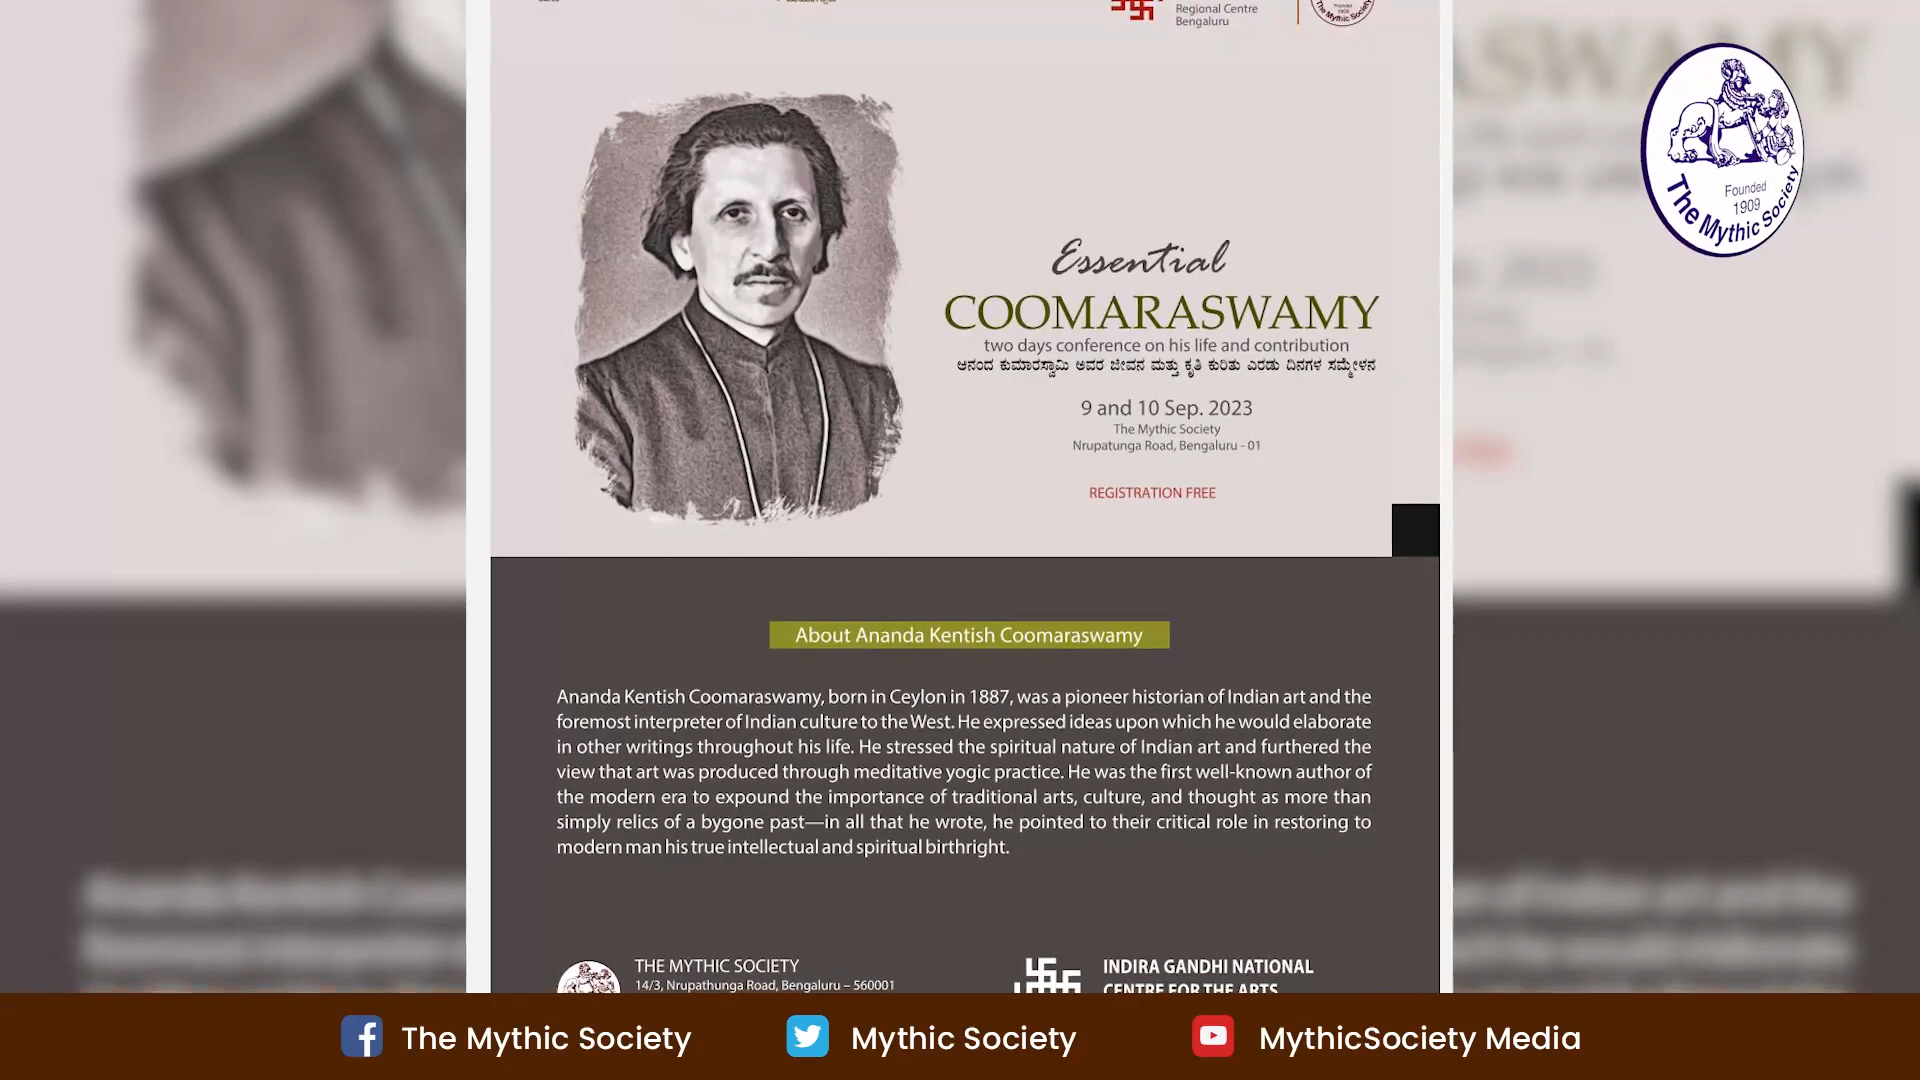 Regional Centre
Bengaluru
The Mythic Society
Founded
1909
The Mythic Society
Essential
COOMARASWAMY
two days conference on his life and contribution
ಆನಂದ ಕುಮಾರಸ್ವಾಮಿ ಅವರ ಜೀವನ ಮತ್ತು ಕೃತಿ ಕುರಿತು ಎರಡು ದಿನಗಳ ಸಮ್ಮೇಳನ
9 and 10 Sep. 2023
The Mythic Society
Nrupatunga Road, Bengaluru - 01
REGISTRATION FREE
About Ananda Kentish Coomaraswamy
Ananda Kentish Coomaraswamy, born in Ceylon in 1887, was a pioneer historian of Indian art and the
foremost interpreter of Indian culture to the West. He expressed ideas upon which he would elaborate
in other writings throughout his life. He stressed the spiritual nature of Indian art and furthered the
view that art was produced through meditative yogic practice. He was the first well-known author of
the modern era to expound the importance of traditional arts, culture, and thought as more than
simply relics of a bygone past—in all that he wrote, he pointed to their critical role in restoring to
modern man his true intellectual and spiritual birthright.
THE MYTHIC SOCIETY
14/3, Nrupathunga Road, Bengaluru – 560001
INDIRA GANDHI NATIONAL
CENTRE FOR THE ARTS
The Mythic Society
Mythic Society
MythicSociety Media